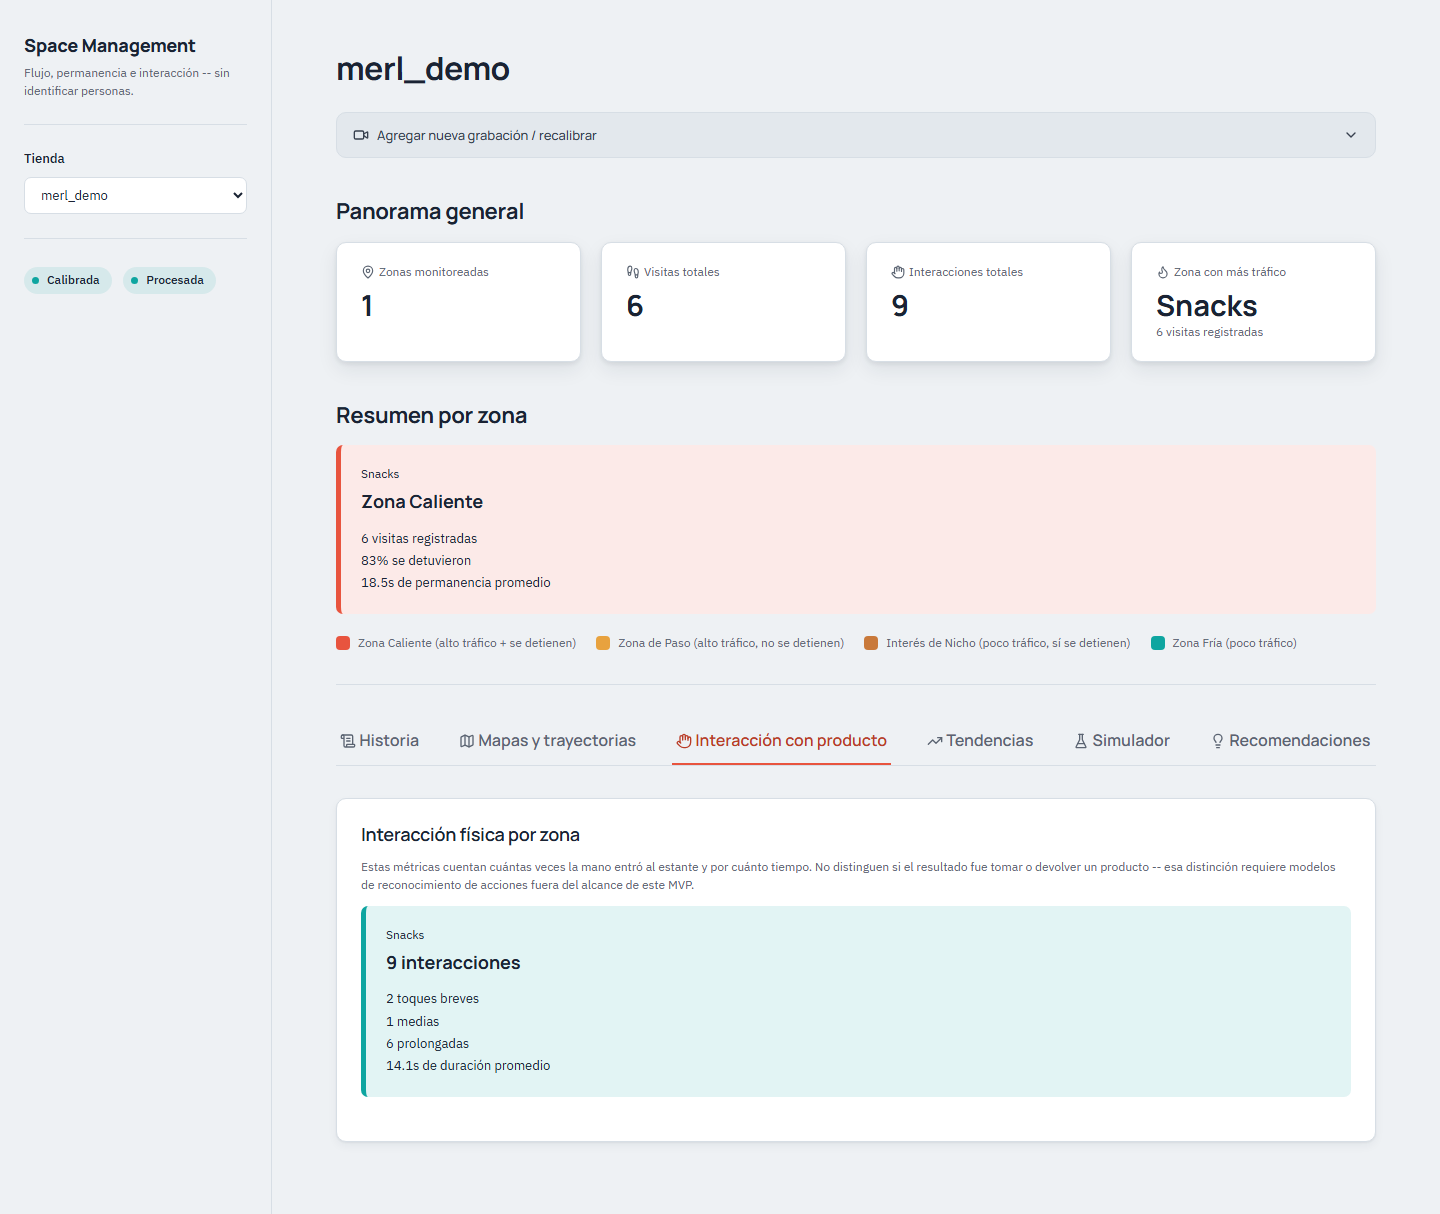 Space Management
Flujo, permanencia e interacción -- sin
identificar personas.
Tienda
merl_demo
Calibrada
Procesada
merl_demo
Agregar nueva grabación / recalibrar
Panorama general
Zonas monitoreadas
1
Visitas totales
6
Interacciones totales
9
Zona con más tráfico
Snacks
6 visitas registradas
Resumen por zona
Snacks
Zona Caliente
6 visitas registradas
83% se detuvieron
18.5s de permanencia promedio
Zona Caliente (alto tráfico + se detienen)
Zona de Paso (alto tráfico, no se detienen)
Interés de Nicho (poco tráfico, sí se detienen)
Zona Fría (poco tráfico)
Historia
Mapas y trayectorias
Interacción con producto
Tendencias
Simulador
Recomendaciones
Interacción física por zona
Estas métricas cuentan cuántas veces la mano entró al estante y por cuánto tiempo. No distinguen si el resultado fue tomar o devolver un producto -- esa distinción requiere modelos
de reconocimiento de acciones fuera del alcance de este MVP.
Snacks
9 interacciones
2 toques breves
1 medias
6 prolongadas
14.1s de duración promedio